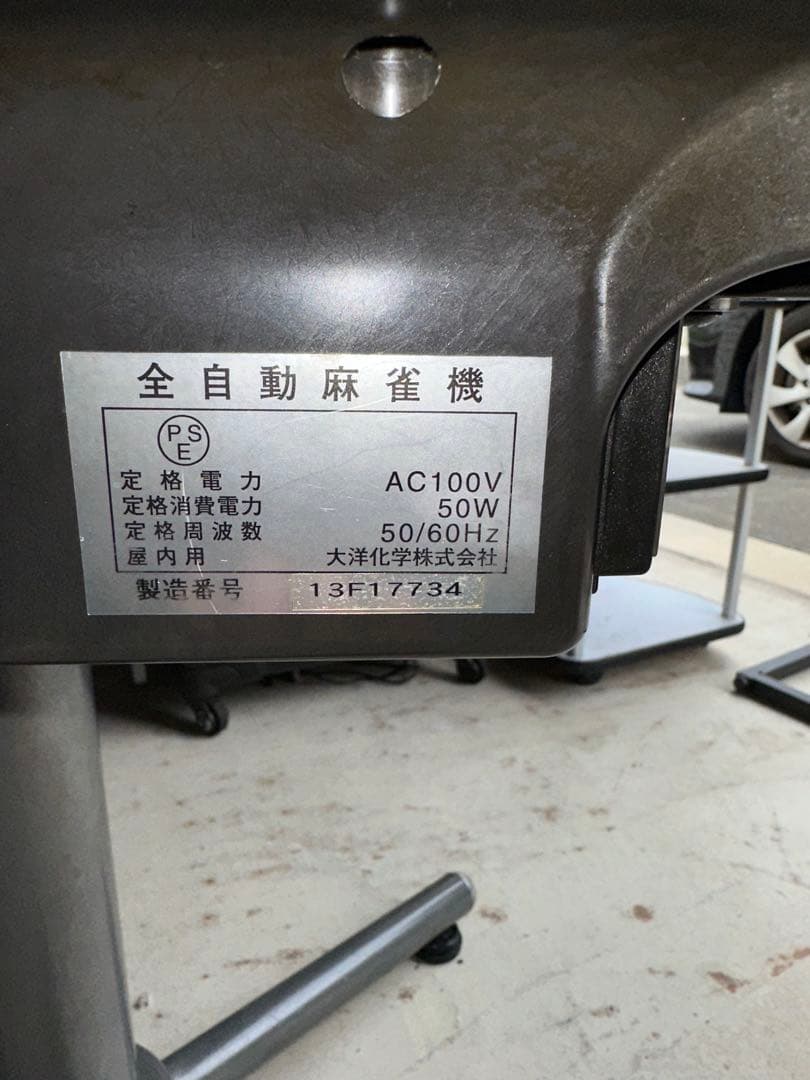 全自動麻雀機
PSE
定格電力 AC100V
定格消費電力 50W
定格周波数 50/60Hz
屋内用 大洋化学株式会社
製造番号 13F17734